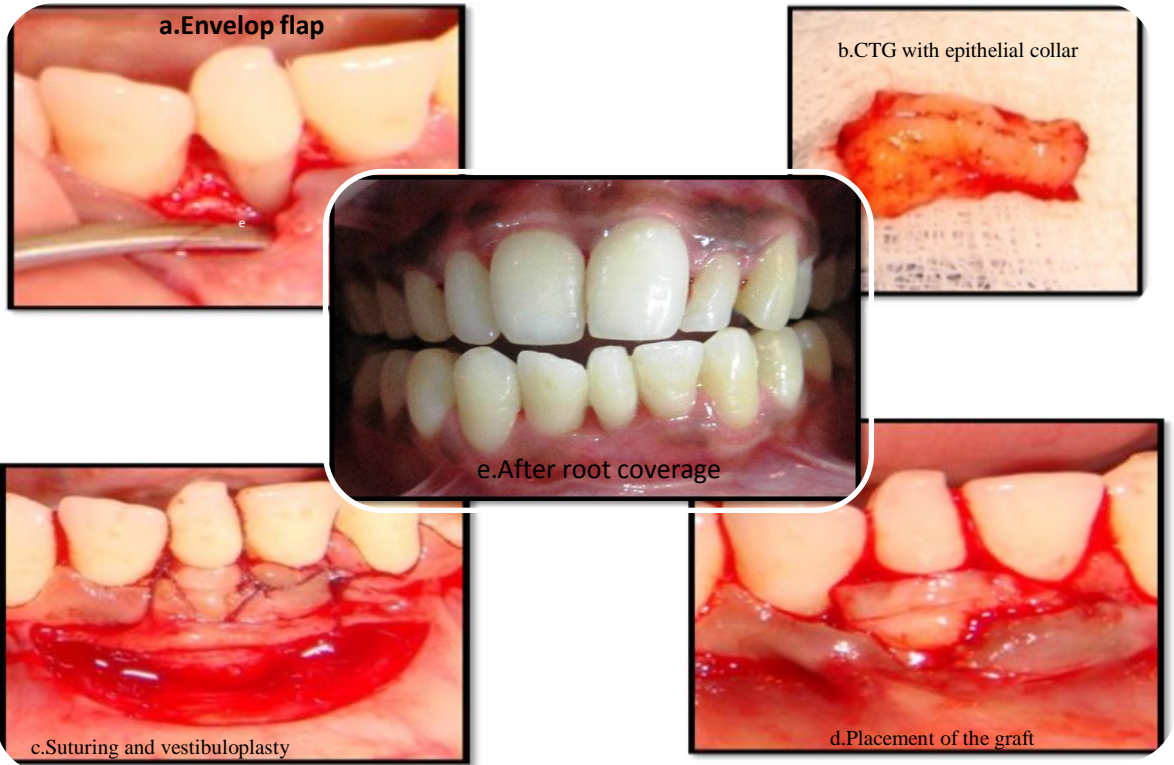 a.Envelop flap
b.CTG with epithelial collar
e
e.After root coverage
c.Suturing and vestibuloplasty
d.Placement of the graft